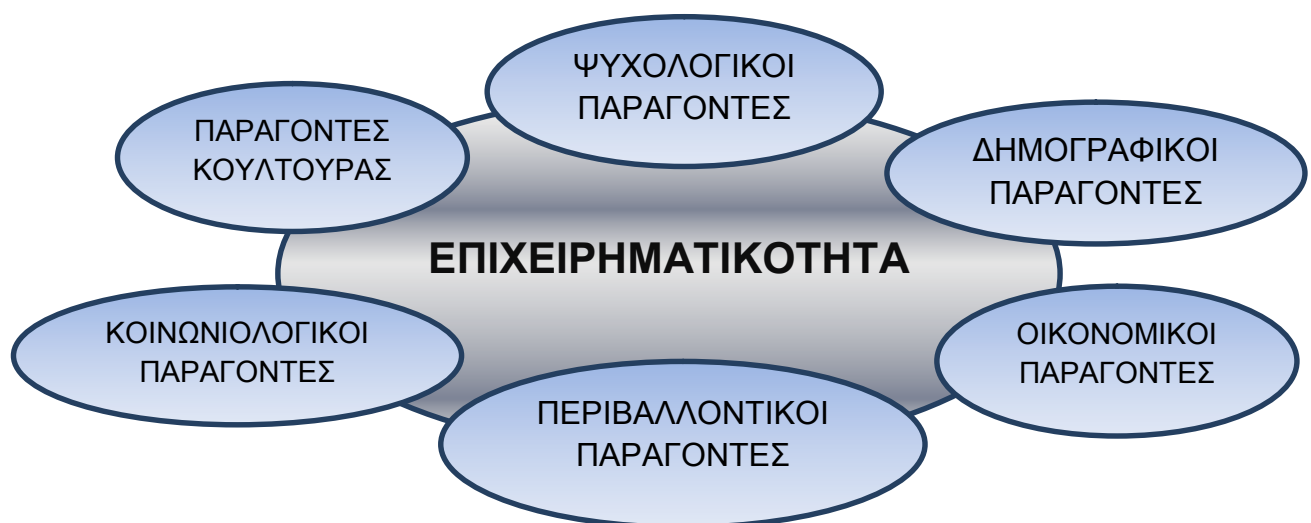 ΨΥΧΟΛΟΓΙΚΟΙ
ΠΑΡΑΓΟΝΤΕΣ
ΠΑΡΑΓΟΝΤΕΣ
ΚΟΥΛΤΟΥΡΑΣ
ΔΗΜΟΓΡΑΦΙΚΟΙ
ΠΑΡΑΓΟΝΤΕΣ
ΕΠΙΧΕΙΡΗΜΑΤΙΚΟΤΗΤΑ
ΚΟΙΝΩΝΙΟΛΟΓΙΚΟΙ
ΠΑΡΑΓΟΝΤΕΣ
ΟΙΚΟΝΟΜΙΚΟΙ
ΠΑΡΑΓΟΝΤΕΣ
ΠΕΡΙΒΑΛΛΟΝΤΙΚΟΙ
ΠΑΡΑΓΟΝΤΕΣ